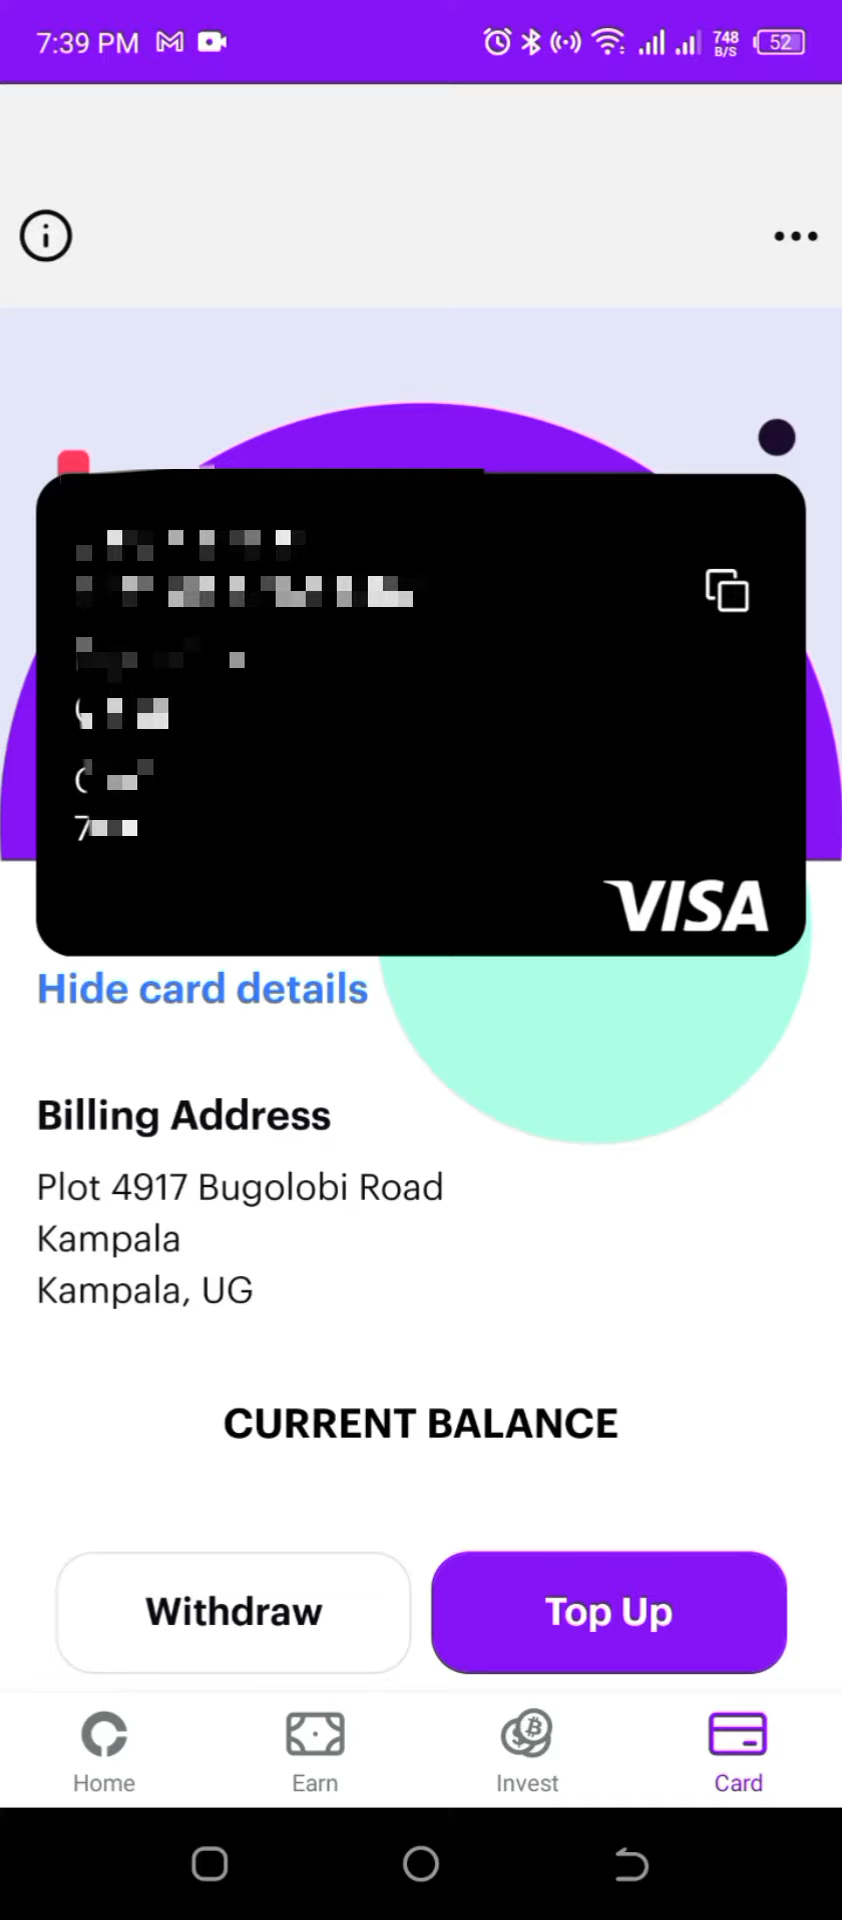 7:39 PM
748
B/S
52
VISA
Hide card details
Billing Address
Plot 4917 Bugolobi Road
Kampala
Kampala, UG
CURRENT BALANCE
Withdraw
Top Up
Home
Earn
Invest
Card